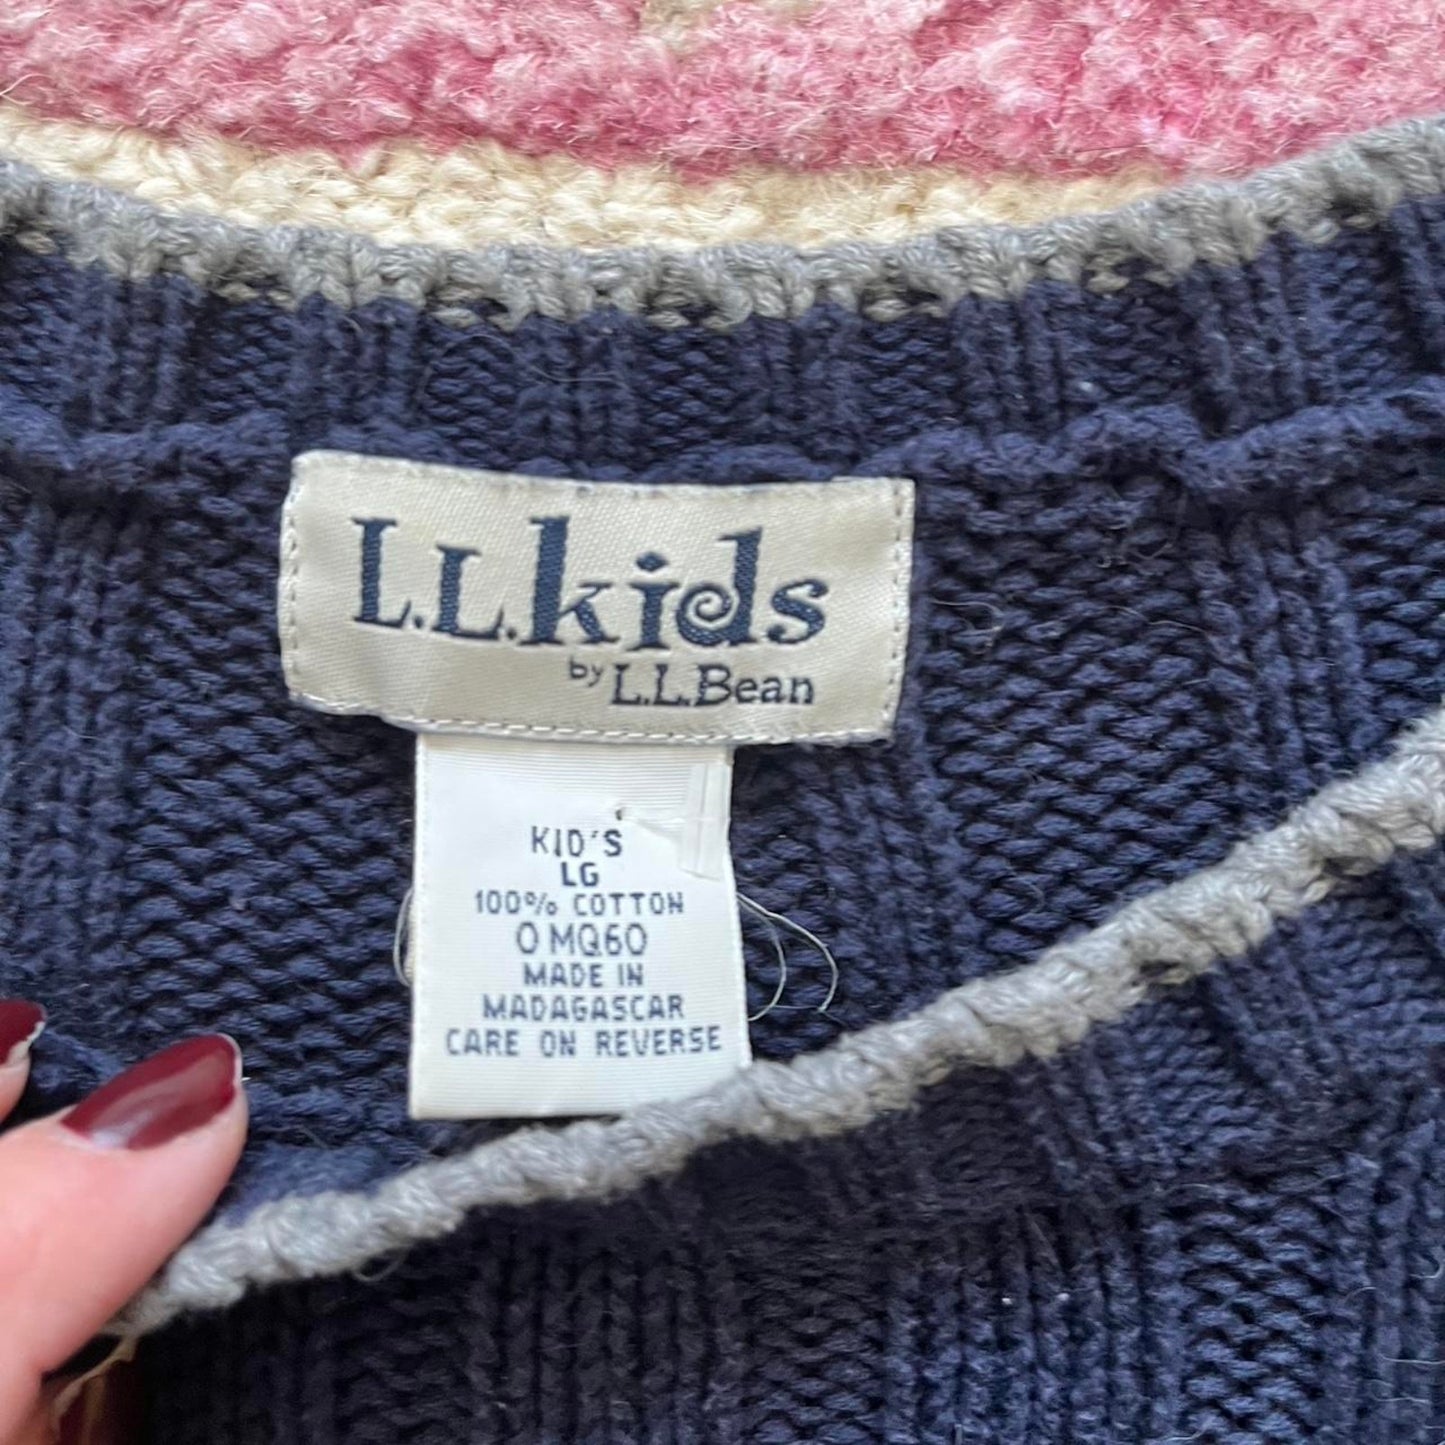 L.L.kids
by L.L.Bean
KID'S
LG
100% COTTON
0 MQ60
MADE IN
MADAGASCAR
CARE ON REVERSE